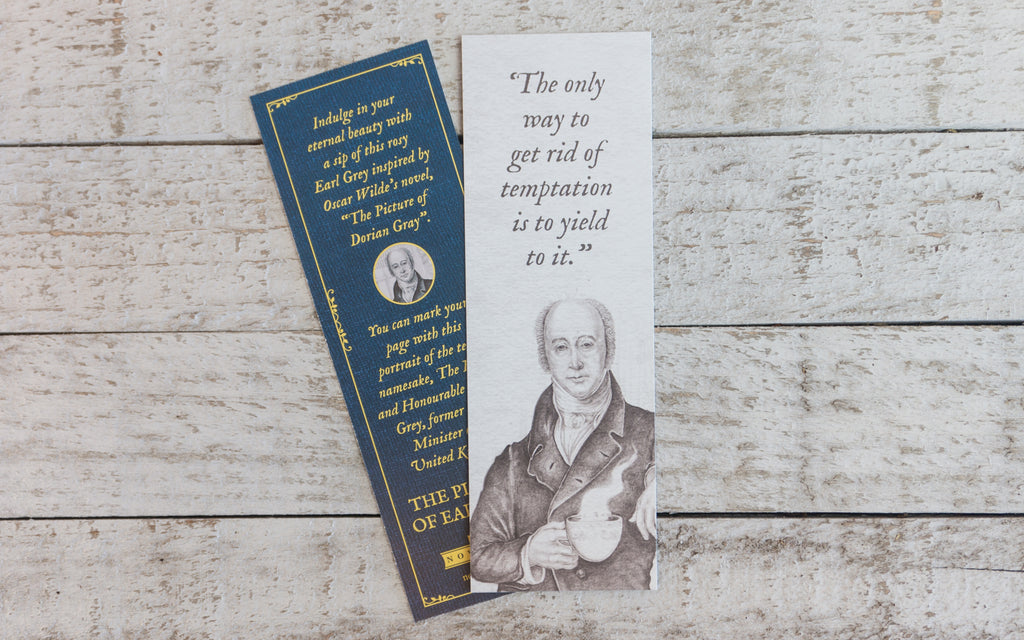 Indulge in your
eternal beauty with
a sip of this rosy
Earl Grey inspired by
Oscar Wilde's novel,
"The Picture of
Dorian Gray".
You can mark your
page with this
portrait of the
namesake, The
and Honourable
Grey, former
Minister
United
THE
OF
'The only
way to
get rid of
temptation
is to yield
to it."